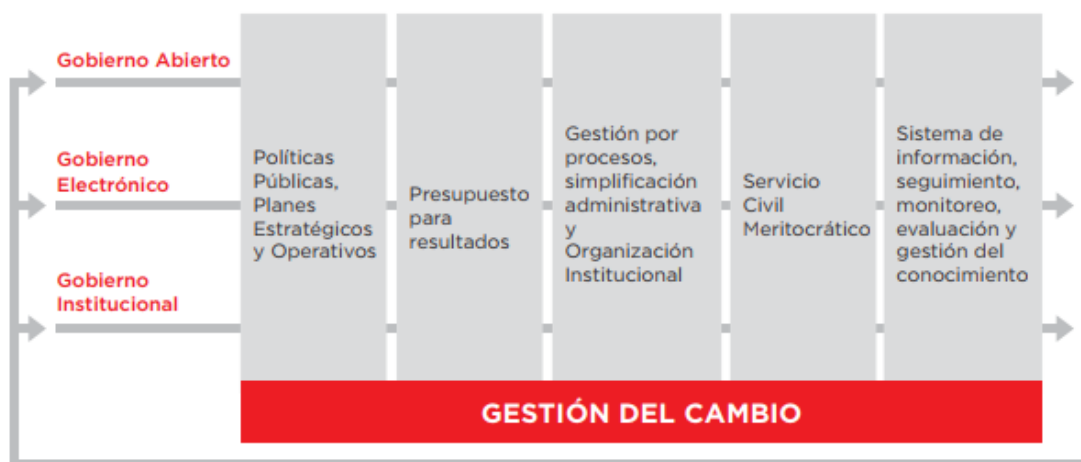 Gobierno Abierto
Gobierno
Electrónico
Gobierno
Institucional
Políticas
Públicas,
Planes
Estratégicos
y Operativos
Presupuesto
para
resultados
Gestión por
procesos,
simplificación
administrativa
y
Organización
Institucional
Servicio
Civil
Meritocrático
Sistema de
información,
seguimiento,
monitoreo,
evaluación y
gestión del
conocimiento
GESTIÓN DEL CAMBIO